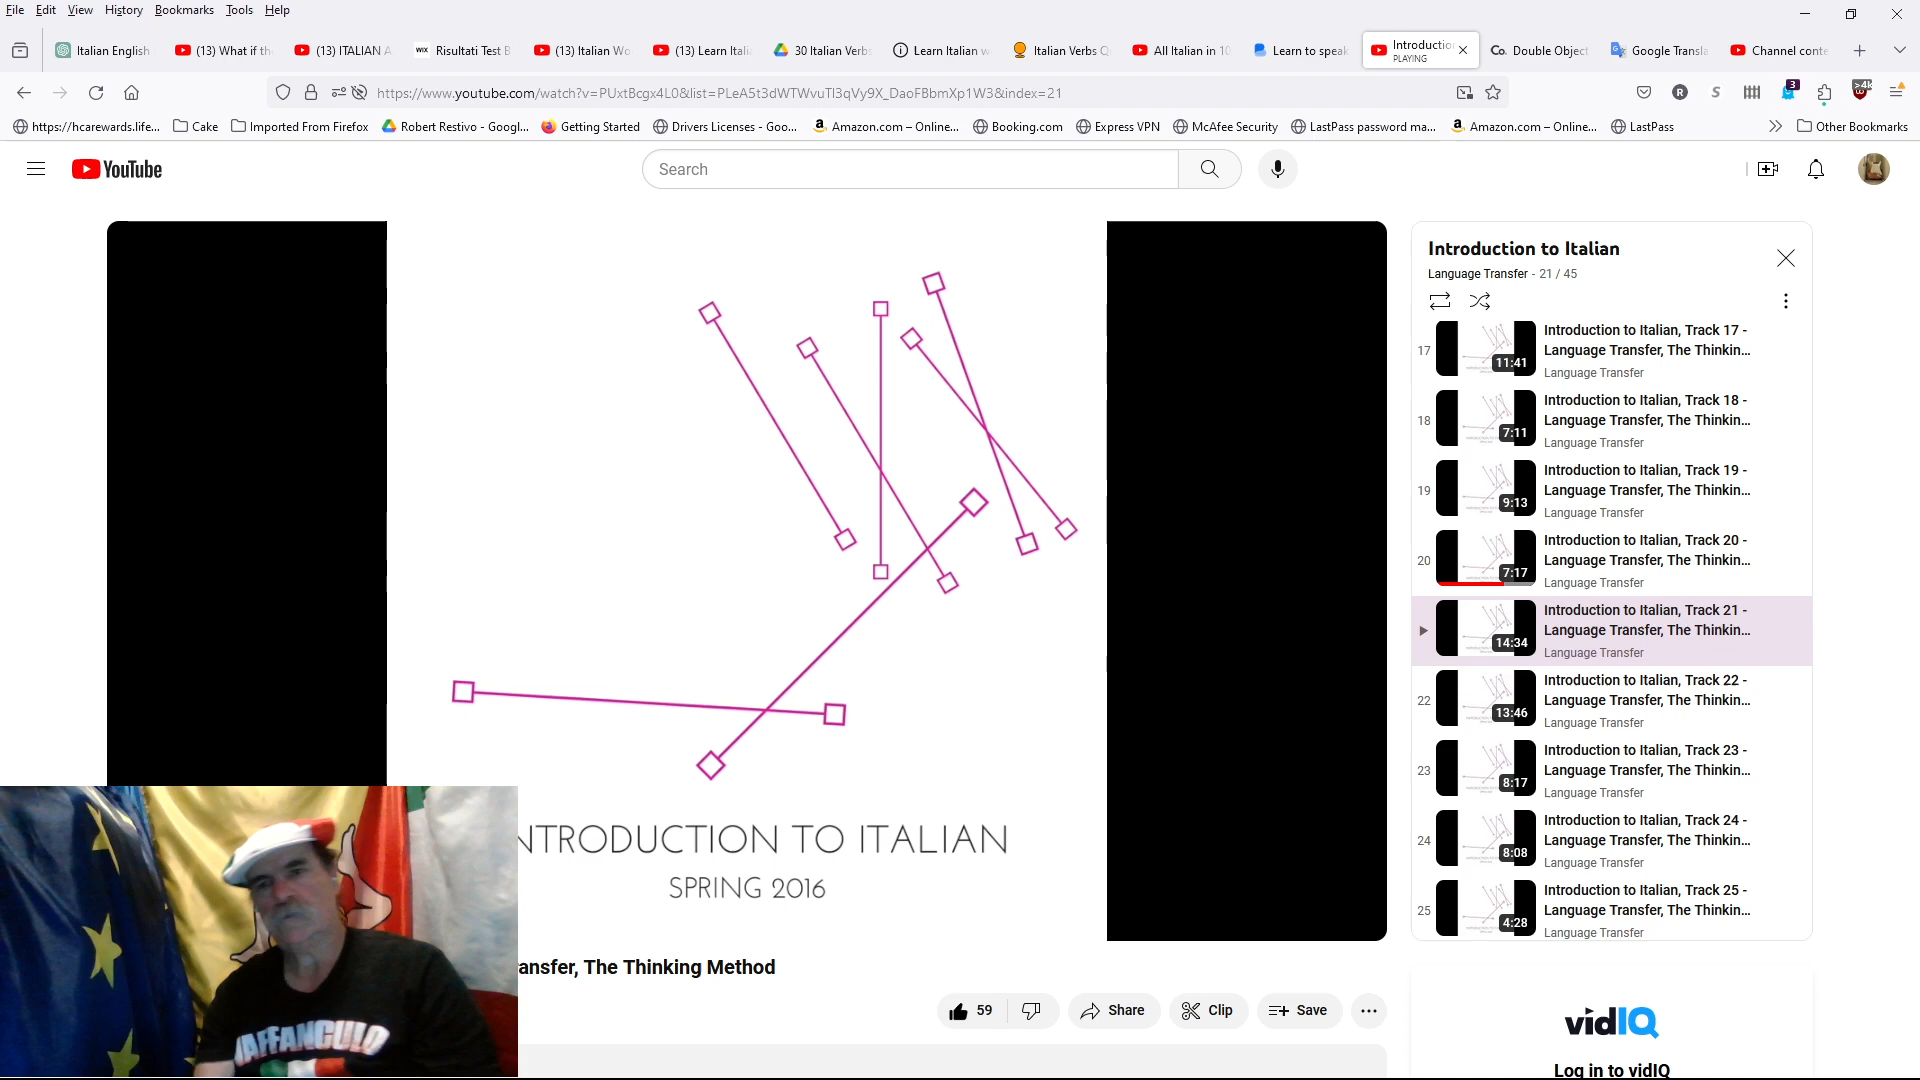 File Edit View History Bookmarks Tools Help
Italian English
(13) What if th
(13) ITALIAN A
WIX Risultati Test B
(13) Italian Wo
(13) Learn Itali
30 Italian Verbs
Learn Italian w
Italian Verbs Q
All Italian in 10
Learn to speak
Introductio
PLAYING
Co. Double Object
Google Transla
Channel conte
https://www.youtube.com/watch?v=PUxtBcgx4L0&list=PLeA5t3dWTWvuTl3qVy9X_DaoFBbmXp1W3&index=21
R S 3 >4k
https://hcarewards.life... Cake Imported From Firefox Robert Restivo - Googl... Getting Started Drivers Licenses - Goo... Amazon.com – Online... Booking.com Express VPN McAfee Security LastPass password ma... Amazon.com – Online... LastPass Other Bookmarks
YouTube
Search
Introduction to Italian
Language Transfer - 21 / 45
17
11:41
Introduction to Italian, Track 17 -
Language Transfer, The Thinkin...
Language Transfer
18
7:11
Introduction to Italian, Track 18 -
Language Transfer, The Thinkin...
Language Transfer
19
9:13
Introduction to Italian, Track 19 -
Language Transfer, The Thinkin...
Language Transfer
20
7:17
Introduction to Italian, Track 20 -
Language Transfer, The Thinkin...
Language Transfer
14:34
Introduction to Italian, Track 21 -
Language Transfer, The Thinkin...
Language Transfer
22
13:46
Introduction to Italian, Track 22 -
Language Transfer, The Thinkin...
Language Transfer
23
8:17
Introduction to Italian, Track 23 -
Language Transfer, The Thinkin...
Language Transfer
24
8:08
Introduction to Italian, Track 24 -
Language Transfer, The Thinkin...
Language Transfer
25
4:28
Introduction to Italian, Track 25 -
Language Transfer, The Thinkin...
Language Transfer
NTRODUCTION TO ITALIAN
SPRING 2016
ansfer, The Thinking Method
59 Share Clip Save
AFFANCULO
vidIQ
Log in to vidIQ